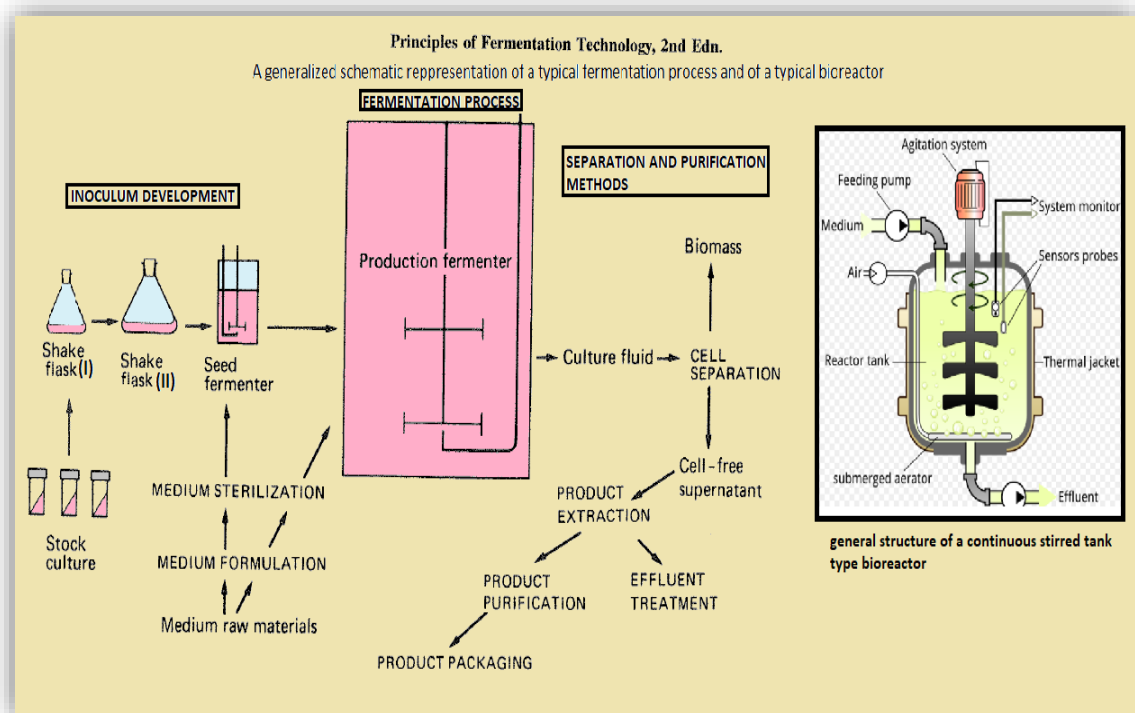 Principles of Fermentation Technology, 2nd Edn.
A generalized schematic reppresentation of a typical fermentation process and of a typical bioreactor
FERMENTATION PROCESS
SEPARATION AND PURIFICATION
METHODS
INOCULUM DEVELOPMENT
Shake
flask(I)
Shake
flask(II)
Seed
fermenter
Production fermenter
Stock
culture
MEDIUM STERILIZATION
MEDIUM FORMULATION
Medium raw materials
Culture fluid
Biomass
CELL
SEPARATION
Cell-free
supernatant
PRODUCT
EXTRACTION
PRODUCT
PURIFICATION
EFFLUENT
TREATMENT
PRODUCT PACKAGING
Agitation system
Feeding pump
Medium
System monitor
Air
Sensors probes
Reactor tank
Thermal jacket
submerged aerator
Effluent
general structure of a continuous stirred tank
type bioreactor